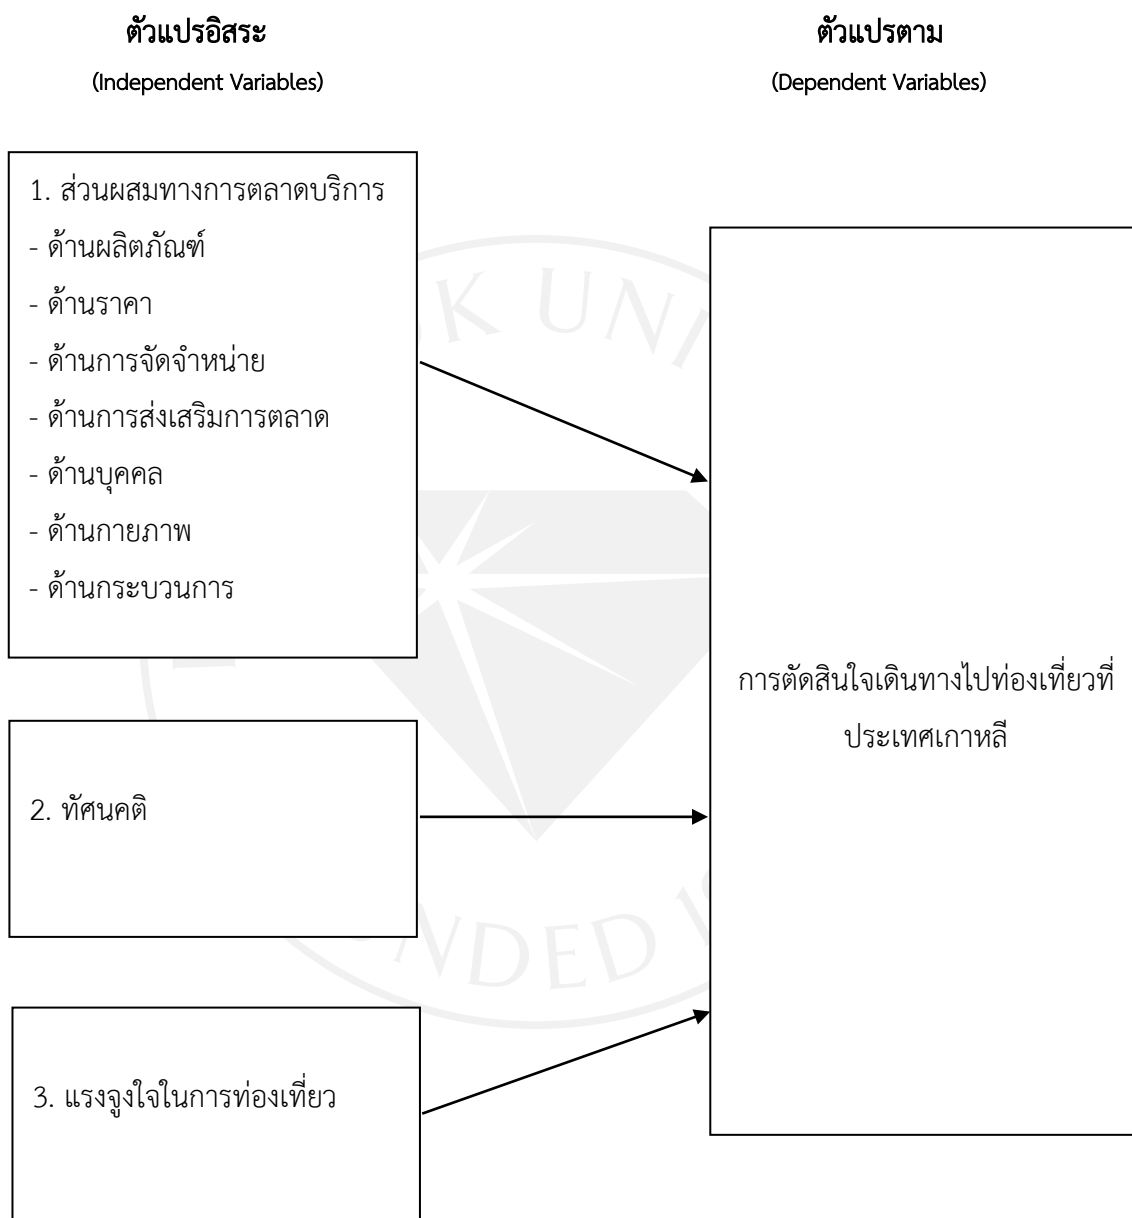 ตัวแปรอิสระ
(Independent Variables)
ตัวแปรตาม
(Dependent Variables)
1. ส่วนผสมทางการตลาดบริการ
- ด้านผลิตภัณฑ์
- ด้านราคา
- ด้านการจัดจำหน่าย
- ด้านการส่งเสริมการตลาด
- ด้านบุคคล
- ด้านกายภาพ
- ด้านกระบวนการ
2. ทัศนคติ
3. แรงจูงใจในการท่องเที่ยว
การตัดสินใจเดินทางไปท่องเที่ยวที่
ประเทศเกาหลี